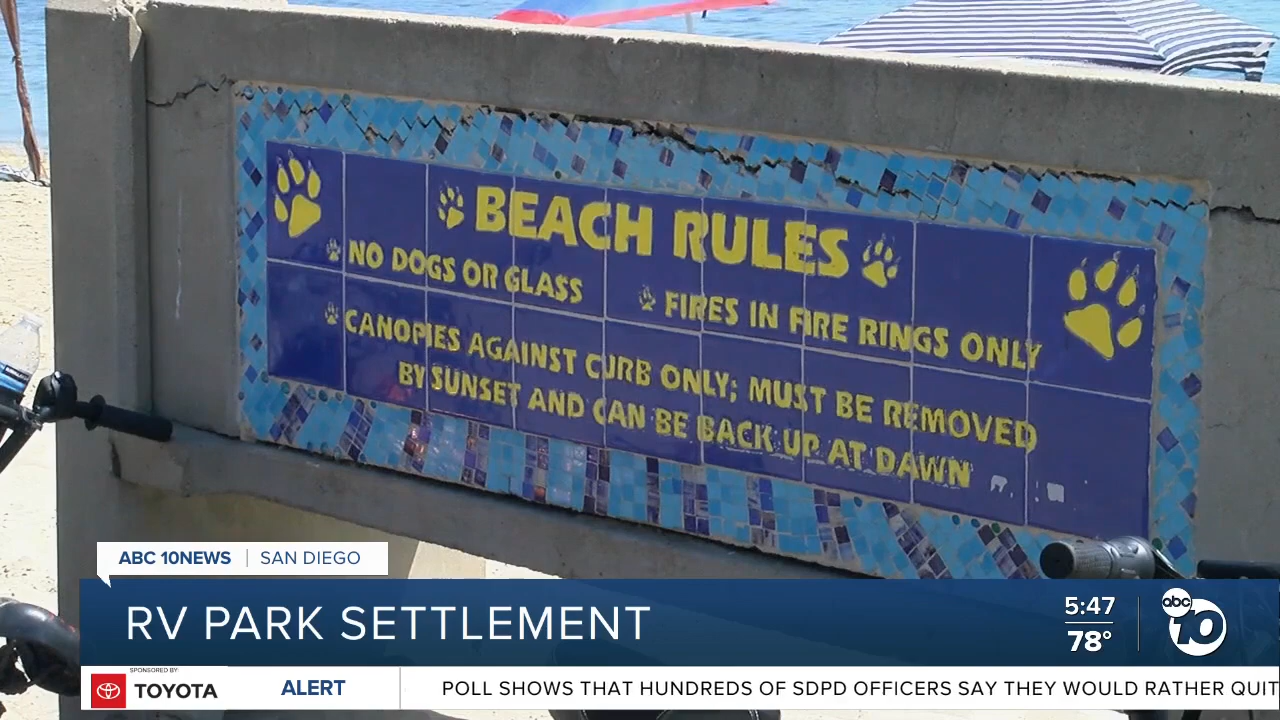 BEACH RULES
NO DOGS OR GLASS
FIRES IN FIRE RINGS ONLY
CANOPIES AGAINST CURB ONLY; MUST BE REMOVED
BY SUNSET AND CAN BE BACK UP AT DAWN
ABC 10NEWS | SAN DIEGO
RV PARK SETTLEMENT
5:47
78°
abc
10
SPONSORED BY:
TOYOTA
ALERT
POLL SHOWS THAT HUNDREDS OF SDPD OFFICERS SAY THEY WOULD RATHER QUIT